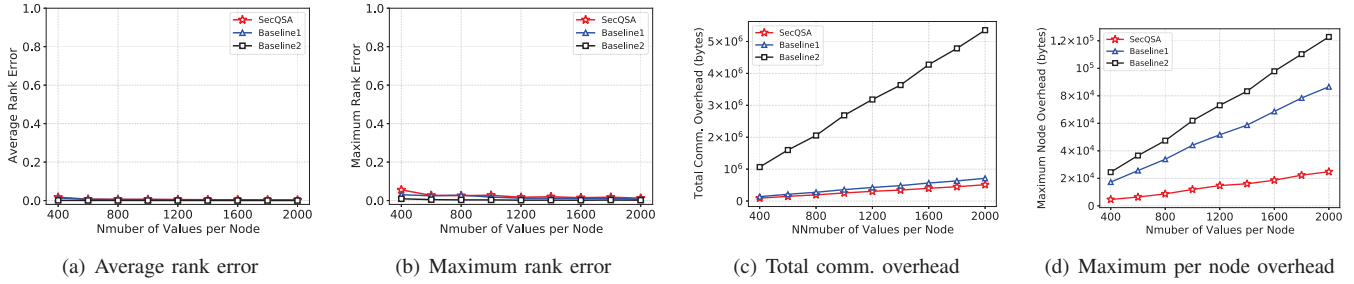 1.0
0.8
0.6
0.4
0.2
0.0
Average Rank Error
SecQSA
Baseline1
Baseline2
400 800 1200 1600 2000
Nmuber of Values per Node
(a) Average rank error
1.0
0.8
0.6
0.4
0.2
0.0
Maximum Rank Error
SecQSA
Baseline1
Baseline2
400 800 1200 1600 2000
Nmuber of Values per Node
(b) Maximum rank error
5×10⁶
4×10⁶
3×10⁶
2×10⁶
10⁶
0
Total Comm. Overhead (bytes)
SecQSA
Baseline1
Baseline2
400 800 1200 1600 2000
NNmuber of Values per Node
(c) Total comm. overhead
1.2×10⁵
10⁵
8×10⁴
6×10⁴
4×10⁴
2×10⁴
0
Maximum Node Overhead (bytes)
SecQSA
Baseline1
Baseline2
400 800 1200 1600 2000
Nmuber of Values per Node
(d) Maximum per node overhead